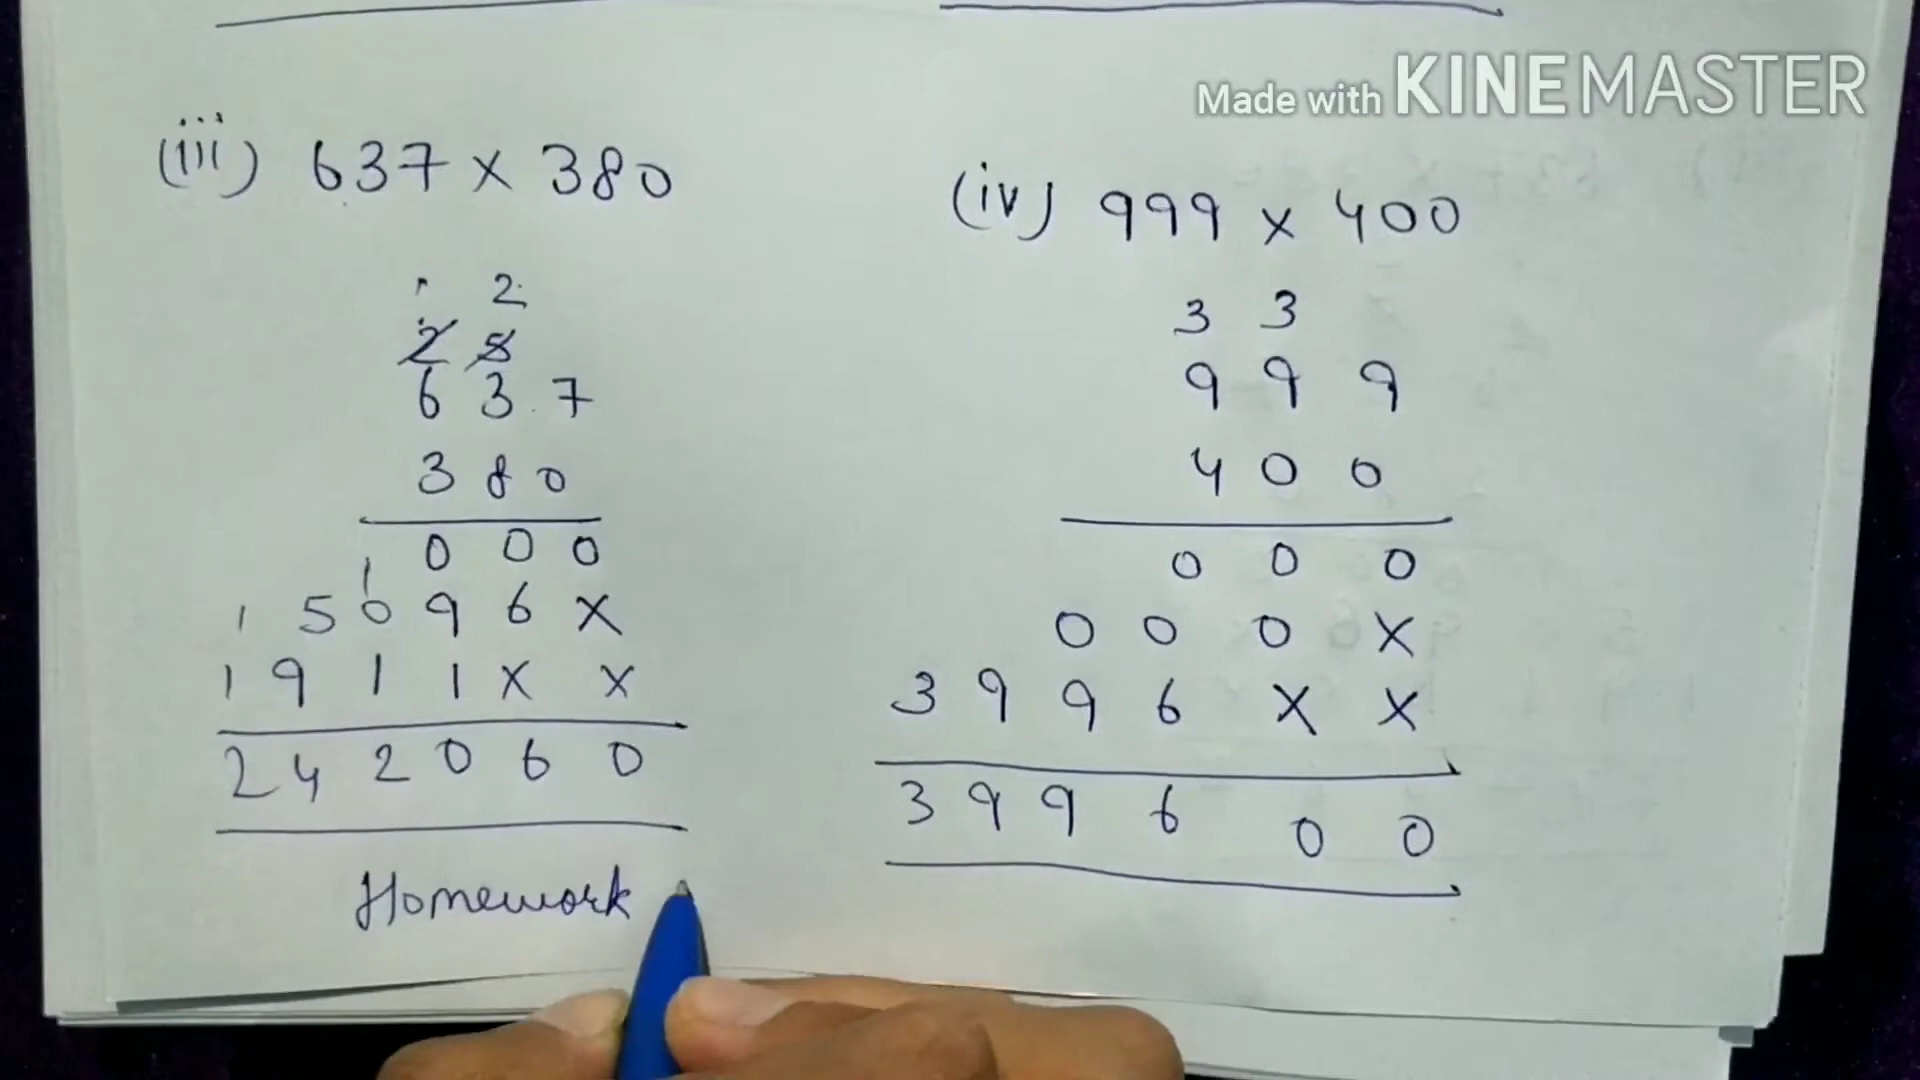 Made with KINEMASTER
(iii) 637 x 380
2
2 5
6 3 7
3 8 0
0 0 0
1
1 5 0 9 6 x
1 9 1 1 x x
2 4 2 0 6 0
Homework
(iv) 999 x 400
3 3
9 9 9
4 0 0
0 0 0
0 0 0 x
3 9 9 6 x x
3 9 9 6 0 0